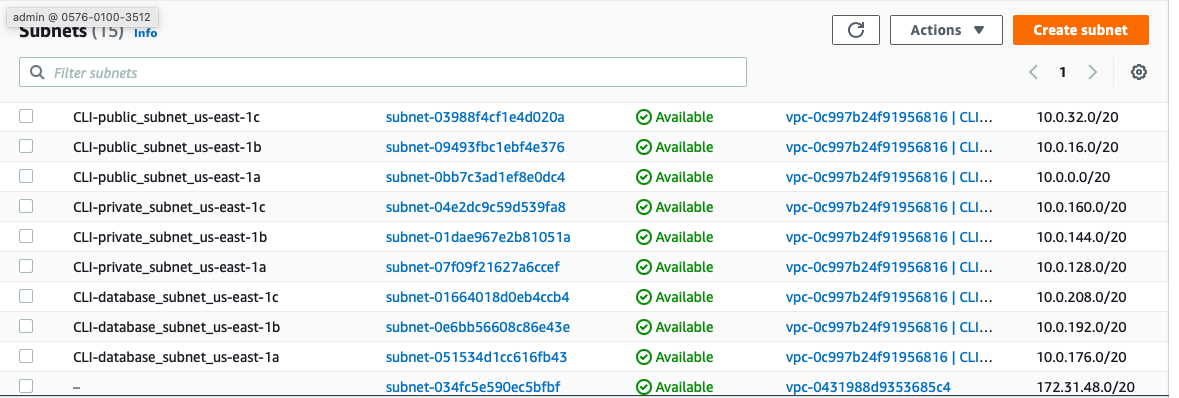 admin @ 0576-0100-3512
Subnets (15) Info
Actions
Create subnet
Filter subnets
1
CLI-public_subnet_us-east-1c subnet-03988f4cf1e4d020a Available vpc-0c997b24f91956816 | CLI... 10.0.32.0/20
CLI-public_subnet_us-east-1b subnet-09493fbc1ebf4e376 Available vpc-0c997b24f91956816 | CLI... 10.0.16.0/20
CLI-public_subnet_us-east-1a subnet-0bb7c3ad1ef8e0dc4 Available vpc-0c997b24f91956816 | CLI... 10.0.0.0/20
CLI-private_subnet_us-east-1c subnet-04e2dc9c59d539fa8 Available vpc-0c997b24f91956816 | CLI... 10.0.160.0/20
CLI-private_subnet_us-east-1b subnet-01dae967e2b81051a Available vpc-0c997b24f91956816 | CLI... 10.0.144.0/20
CLI-private_subnet_us-east-1a subnet-07f09f21627a6ccef Available vpc-0c997b24f91956816 | CLI... 10.0.128.0/20
CLI-database_subnet_us-east-1c subnet-01664018d0eb4ccb4 Available vpc-0c997b24f91956816 | CLI... 10.0.208.0/20
CLI-database_subnet_us-east-1b subnet-0e6bb56608c86e43e Available vpc-0c997b24f91956816 | CLI... 10.0.192.0/20
CLI-database_subnet_us-east-1a subnet-051534d1cc616fb43 Available vpc-0c997b24f91956816 | CLI... 10.0.176.0/20
– subnet-034fc5e590ec5bfbf Available vpc-0431988d9353685c4 172.31.48.0/20